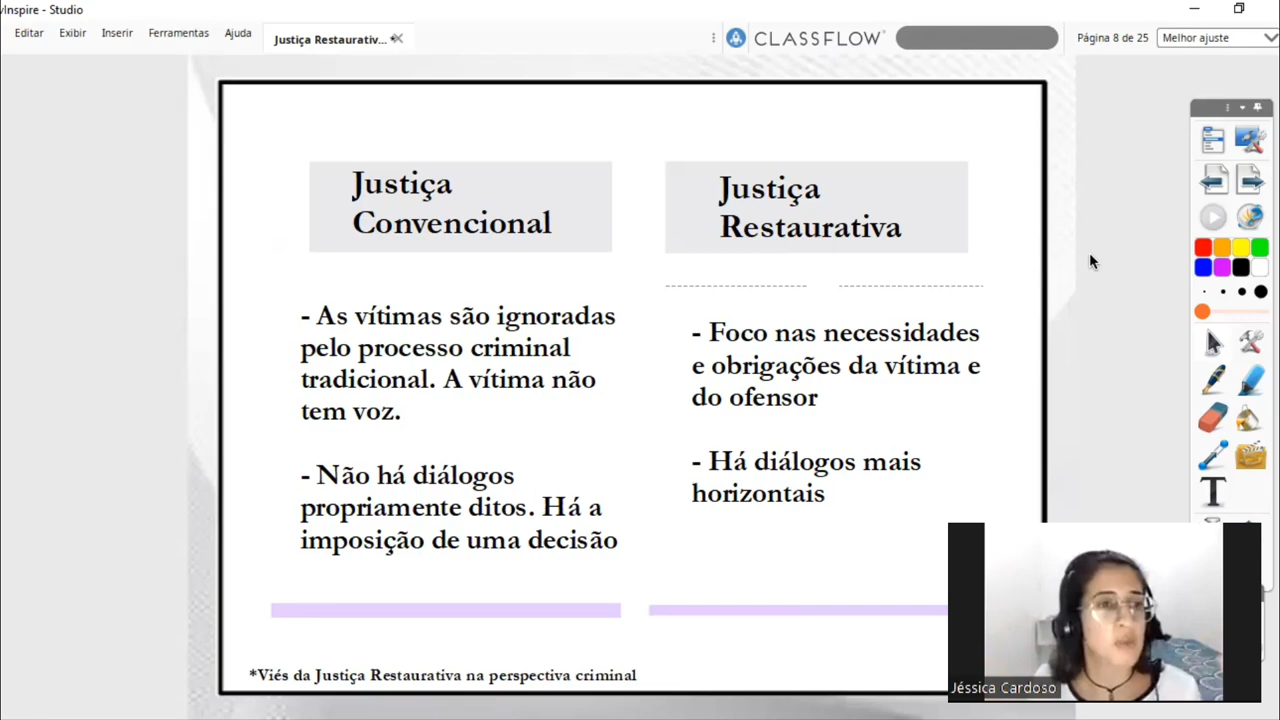 vInspire - Studio
Editar Exibir Inserir Ferramentas Ajuda
Justiça Restaurativ...
CLASSFLOW
Página 8 de 25
Melhor ajuste
Justiça
Convencional
- As vítimas são ignoradas
pelo processo criminal
tradicional. A vítima não
tem voz.
- Não há diálogos
propriamente ditos. Há a
imposição de uma decisão
Justiça
Restaurativa
- Foco nas necessidades
e obrigações da vítima e
do ofensor
- Há diálogos mais
horizontais
*Viés da Justiça Restaurativa na perspectiva criminal
T
Jéssica Cardoso